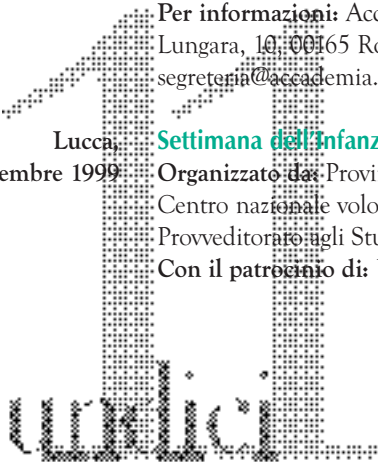 Per informazioni: Acc
Lungara, 10, 00165 Ro
segreteria@accademia.
Lucca, Settimana dell'Infanz
embre 1999 Organizzato da: Provi
Centro nazionale volo
Provveditorato agli Stu
Con il patrocinio di:
11
undici